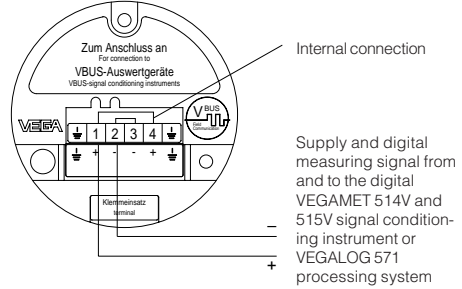 Zum Anschluss an
For connection to
VBUS-Auswertgeräte
VBUS-signal conditioning instruments
Internal connection
VEGA
V BUS
Field
Communication
1 2 3 4
+ - - +
Klemmeinsatz
terminal
Supply and digital
measuring signal from
and to the digital
VEGAMET 514V and
515V signal condition-
ing instrument or
VEGALOG 571
processing system
–
+